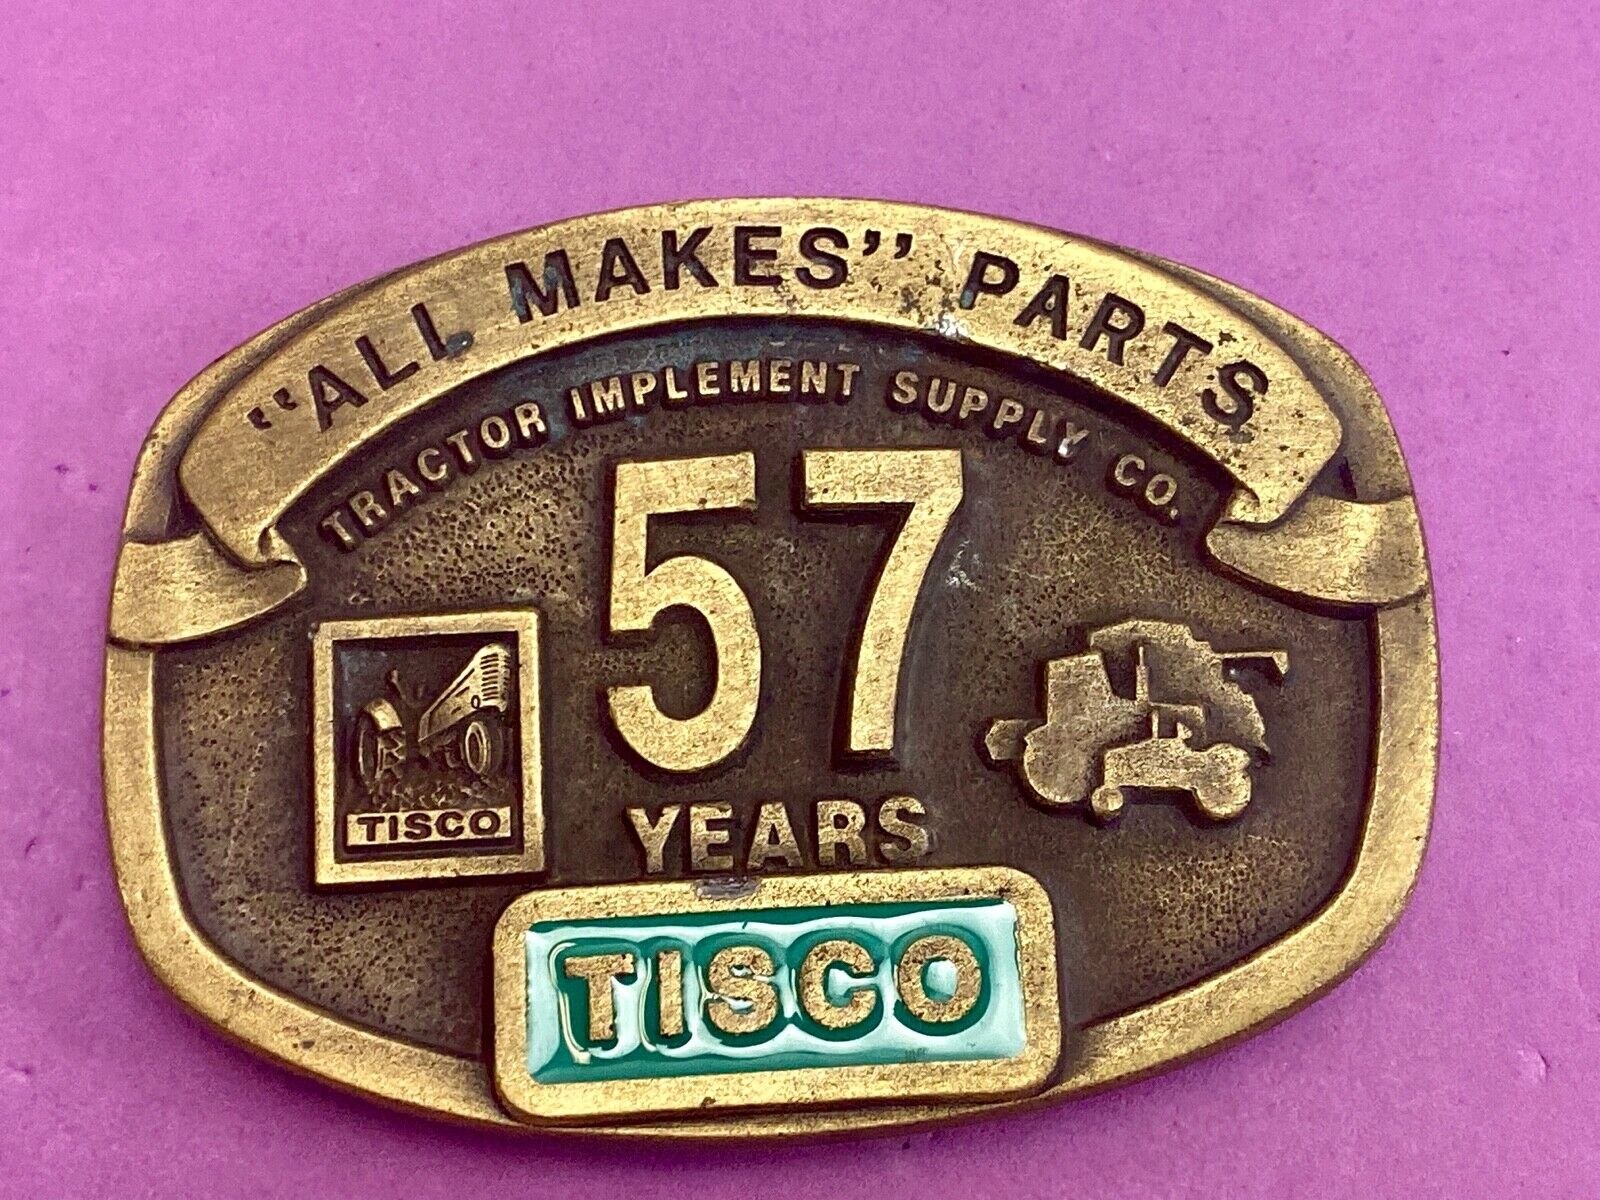 "ALL MAKES" PARTS
TRACTOR IMPLEMENT SUPPLY CO.
57
YEARS
TISCO
TISCO